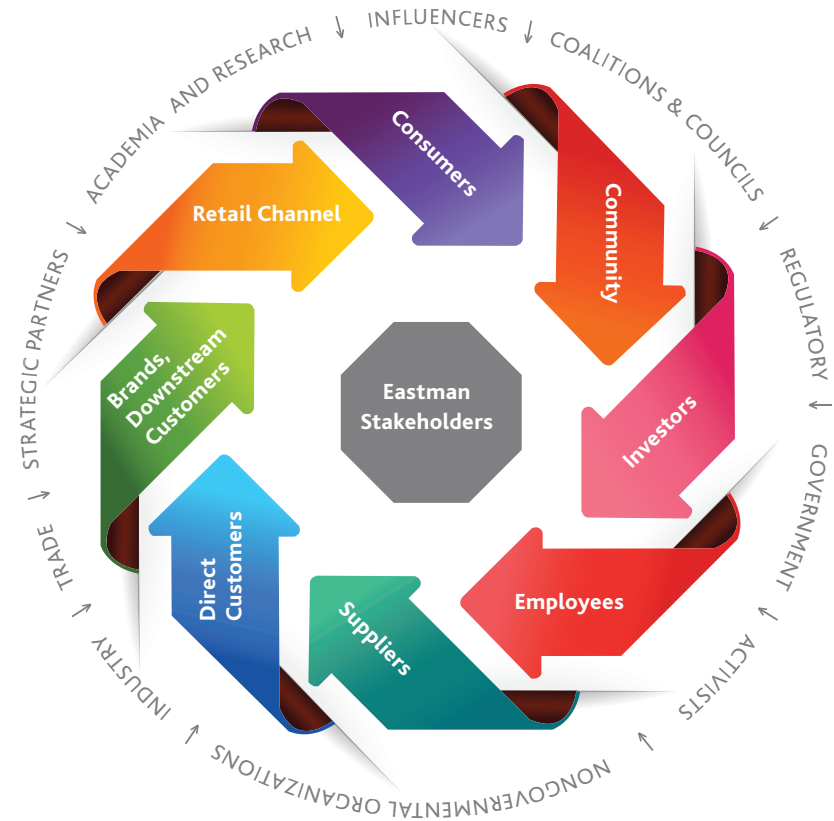 INFLUENCERS
COALITIONS & COUNCILS
REGULATORY
GOVERNMENT
ACTIVISTS
NONGOVERNMENTAL ORGANIZATIONS
INDUSTRY
TRADE
STRATEGIC PARTNERS
ACADEMIA AND RESEARCH
Consumers
Community
Investors
Employees
Suppliers
Direct
Customers
Brands,
Downstream
Customers
Retail Channel
Eastman
Stakeholders